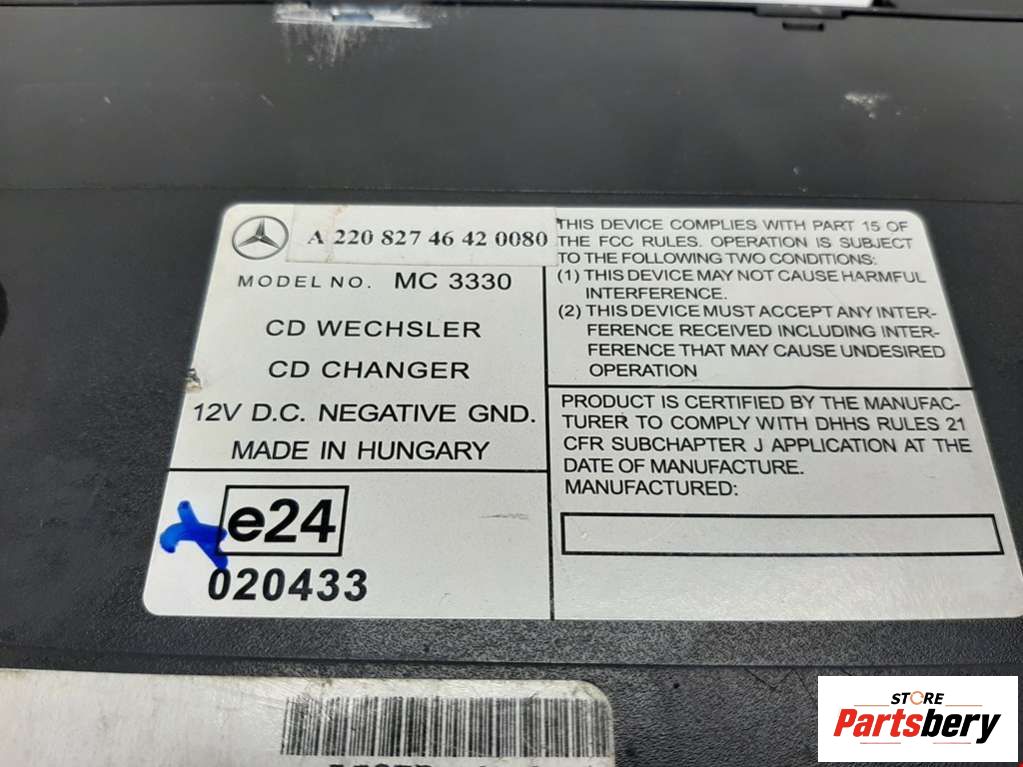 A 220 827 46 42 0080
MODEL NO. MC 3330
CD WECHSLER
CD CHANGER
12V D.C. NEGATIVE GND.
MADE IN HUNGARY
e24
020433
THIS DEVICE COMPLIES WITH PART 15 OF
THE FCC RULES. OPERATION IS SUBJECT
TO THE FOLLOWING TWO CONDITIONS:
(1) THIS DEVICE MAY NOT CAUSE HARMFUL
INTERFERENCE.
(2) THIS DEVICE MUST ACCEPT ANY INTER-
FERENCE RECEIVED INCLUDING INTER-
FERENCE THAT MAY CAUSE UNDESIRED
OPERATION
PRODUCT IS CERTIFIED BY THE MANUFAC-
TURER TO COMPLY WITH DHHS RULES 21
CFR SUBCHAPTER J APPLICATION AT THE
DATE OF MANUFACTURE.
MANUFACTURED:
STORE
Partsbery